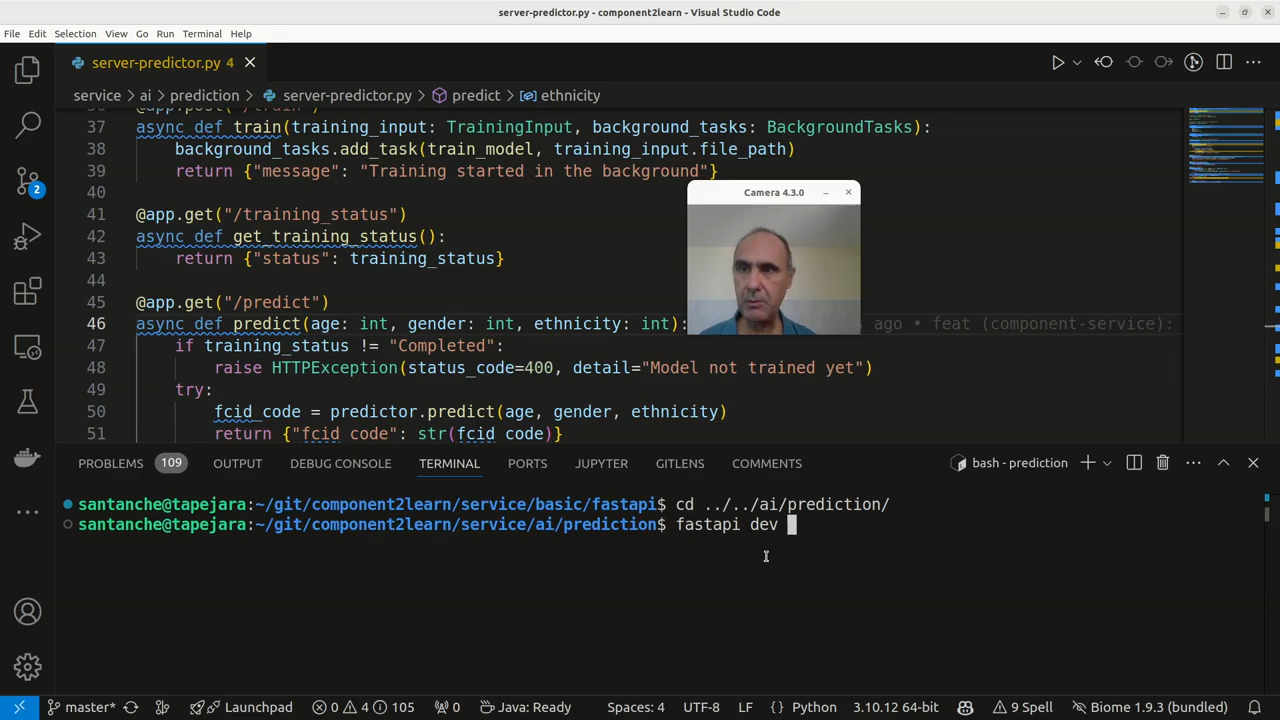 server-predictor.py - component2learn - Visual Studio Code
File Edit Selection View Go Run Terminal Help
server-predictor.py 4
service ai prediction server-predictor.py predict ethnicity
37 async def train(training_input: TrainingInput, background_tasks: BackgroundTasks):
38 background_tasks.add_task(train_model, training_input.file_path)
39 return {"message": "Training started in the background"}
40
41 @app.get("/training_status")
42 async def get_training_status():
43 return {"status": training_status}
44
45 @app.get("/predict")
46 async def predict(age: int, gender: int, ethnicity: int): ago • feat (component-service):
47 if training_status != "Completed":
48 raise HTTPException(status_code=400, detail="Model not trained yet")
49 try:
50 fcid_code = predictor.predict(age, gender, ethnicity)
51 return {"fcid_code": str(fcid_code)}
Camera 4.3.0
2
PROBLEMS 109 OUTPUT DEBUG CONSOLE TERMINAL PORTS JUPYTER GITLENS COMMENTS bash - prediction
santanche@tapejara:~/git/component2learn/service/basic/fastapi$ cd ../../ai/prediction/
santanche@tapejara:~/git/component2learn/service/ai/prediction$ fastapi dev
master* Launchpad 0 4 105 0 Java: Ready Spaces: 4 UTF-8 LF {} Python 3.10.12 64-bit 9 Spell Biome 1.9.3 (bundled)